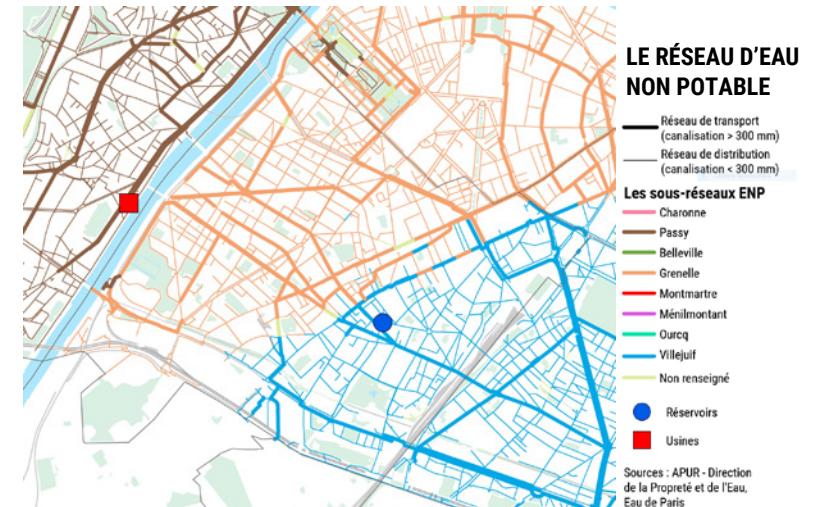 LE RÉSEAU D’EAU
NON POTABLE
Réseau de transport
(canalisation > 300 mm)
Réseau de distribution
(canalisation < 300 mm)
Les sous-réseaux ENP
Charonne
Passy
Belleville
Grenelle
Montmartre
Ménilmontant
Ourcq
Villejuif
Non renseigné
Réservoirs
Usines
Sources : APUR - Direction
de la Propreté et de l'Eau,
Eau de Paris